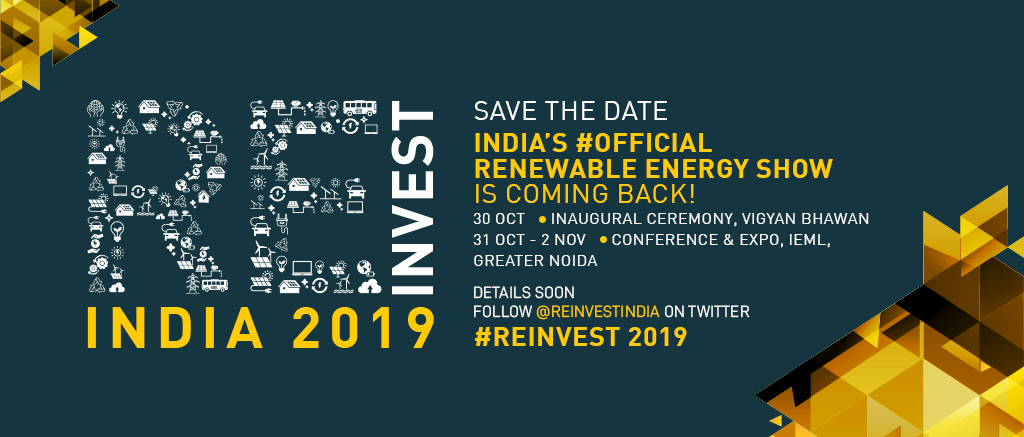 RE
INVEST
INDIA 2019
SAVE THE DATE
INDIA'S #OFFICIAL
RENEWABLE ENERGY SHOW
IS COMING BACK!
30 OCT • INAUGURAL CEREMONY, VIGYAN BHAWAN
31 OCT - 2 NOV • CONFERENCE & EXPO, IEML,
GREATER NOIDA
DETAILS SOON
FOLLOW @REINVESTINDIA ON TWITTER
#REINVEST 2019